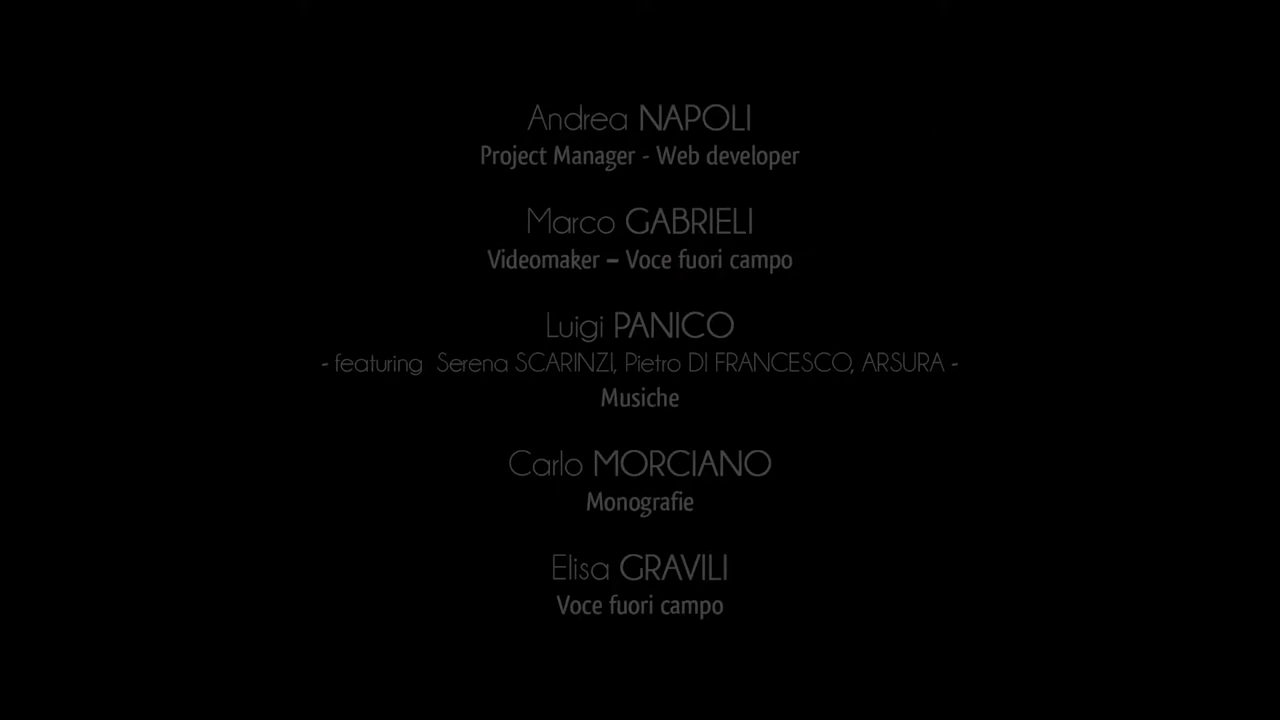 Andrea NAPOLI
Project Manager - Web developer
Marco GABRIELI
Videomaker – Voce fuori campo
Luigi PANICO
- featuring Serena SCARINZI, Pietro DI FRANCESCO, ARSURA -
Musiche
Carlo MORCIANO
Monografie
Elisa GRAVILI
Voce fuori campo